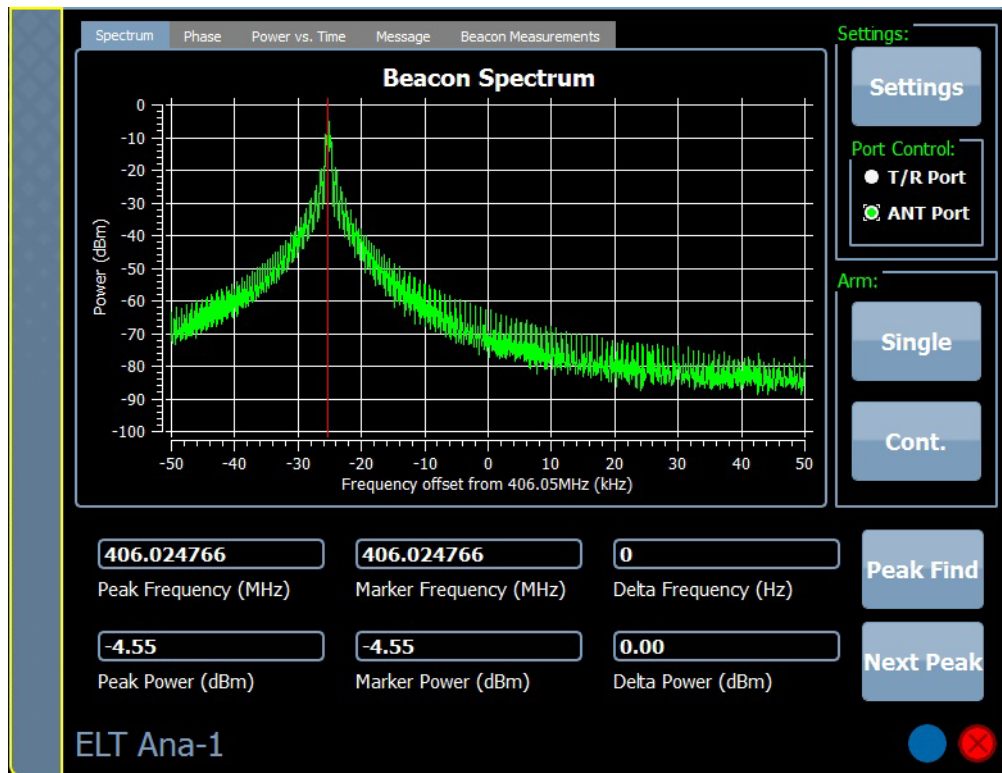 Spectrum Phase Power vs. Time Message Beacon Measurements
Beacon Spectrum
0
-10
-20
-30
-40
-50
-60
-70
-80
-90
-100
Power (dBm)
-50 -40 -30 -20 -10 0 10 20 30 40 50
Frequency offset from 406.05MHz (kHz)
Settings:
Settings
Port Control:
T/R Port
ANT Port
Arm:
Single
Cont.
406.024766 406.024766 0
Peak Frequency (MHz) Marker Frequency (MHz) Delta Frequency (Hz)
Peak Find
-4.55 -4.55 0.00
Peak Power (dBm) Marker Power (dBm) Delta Power (dBm)
Next Peak
ELT Ana-1